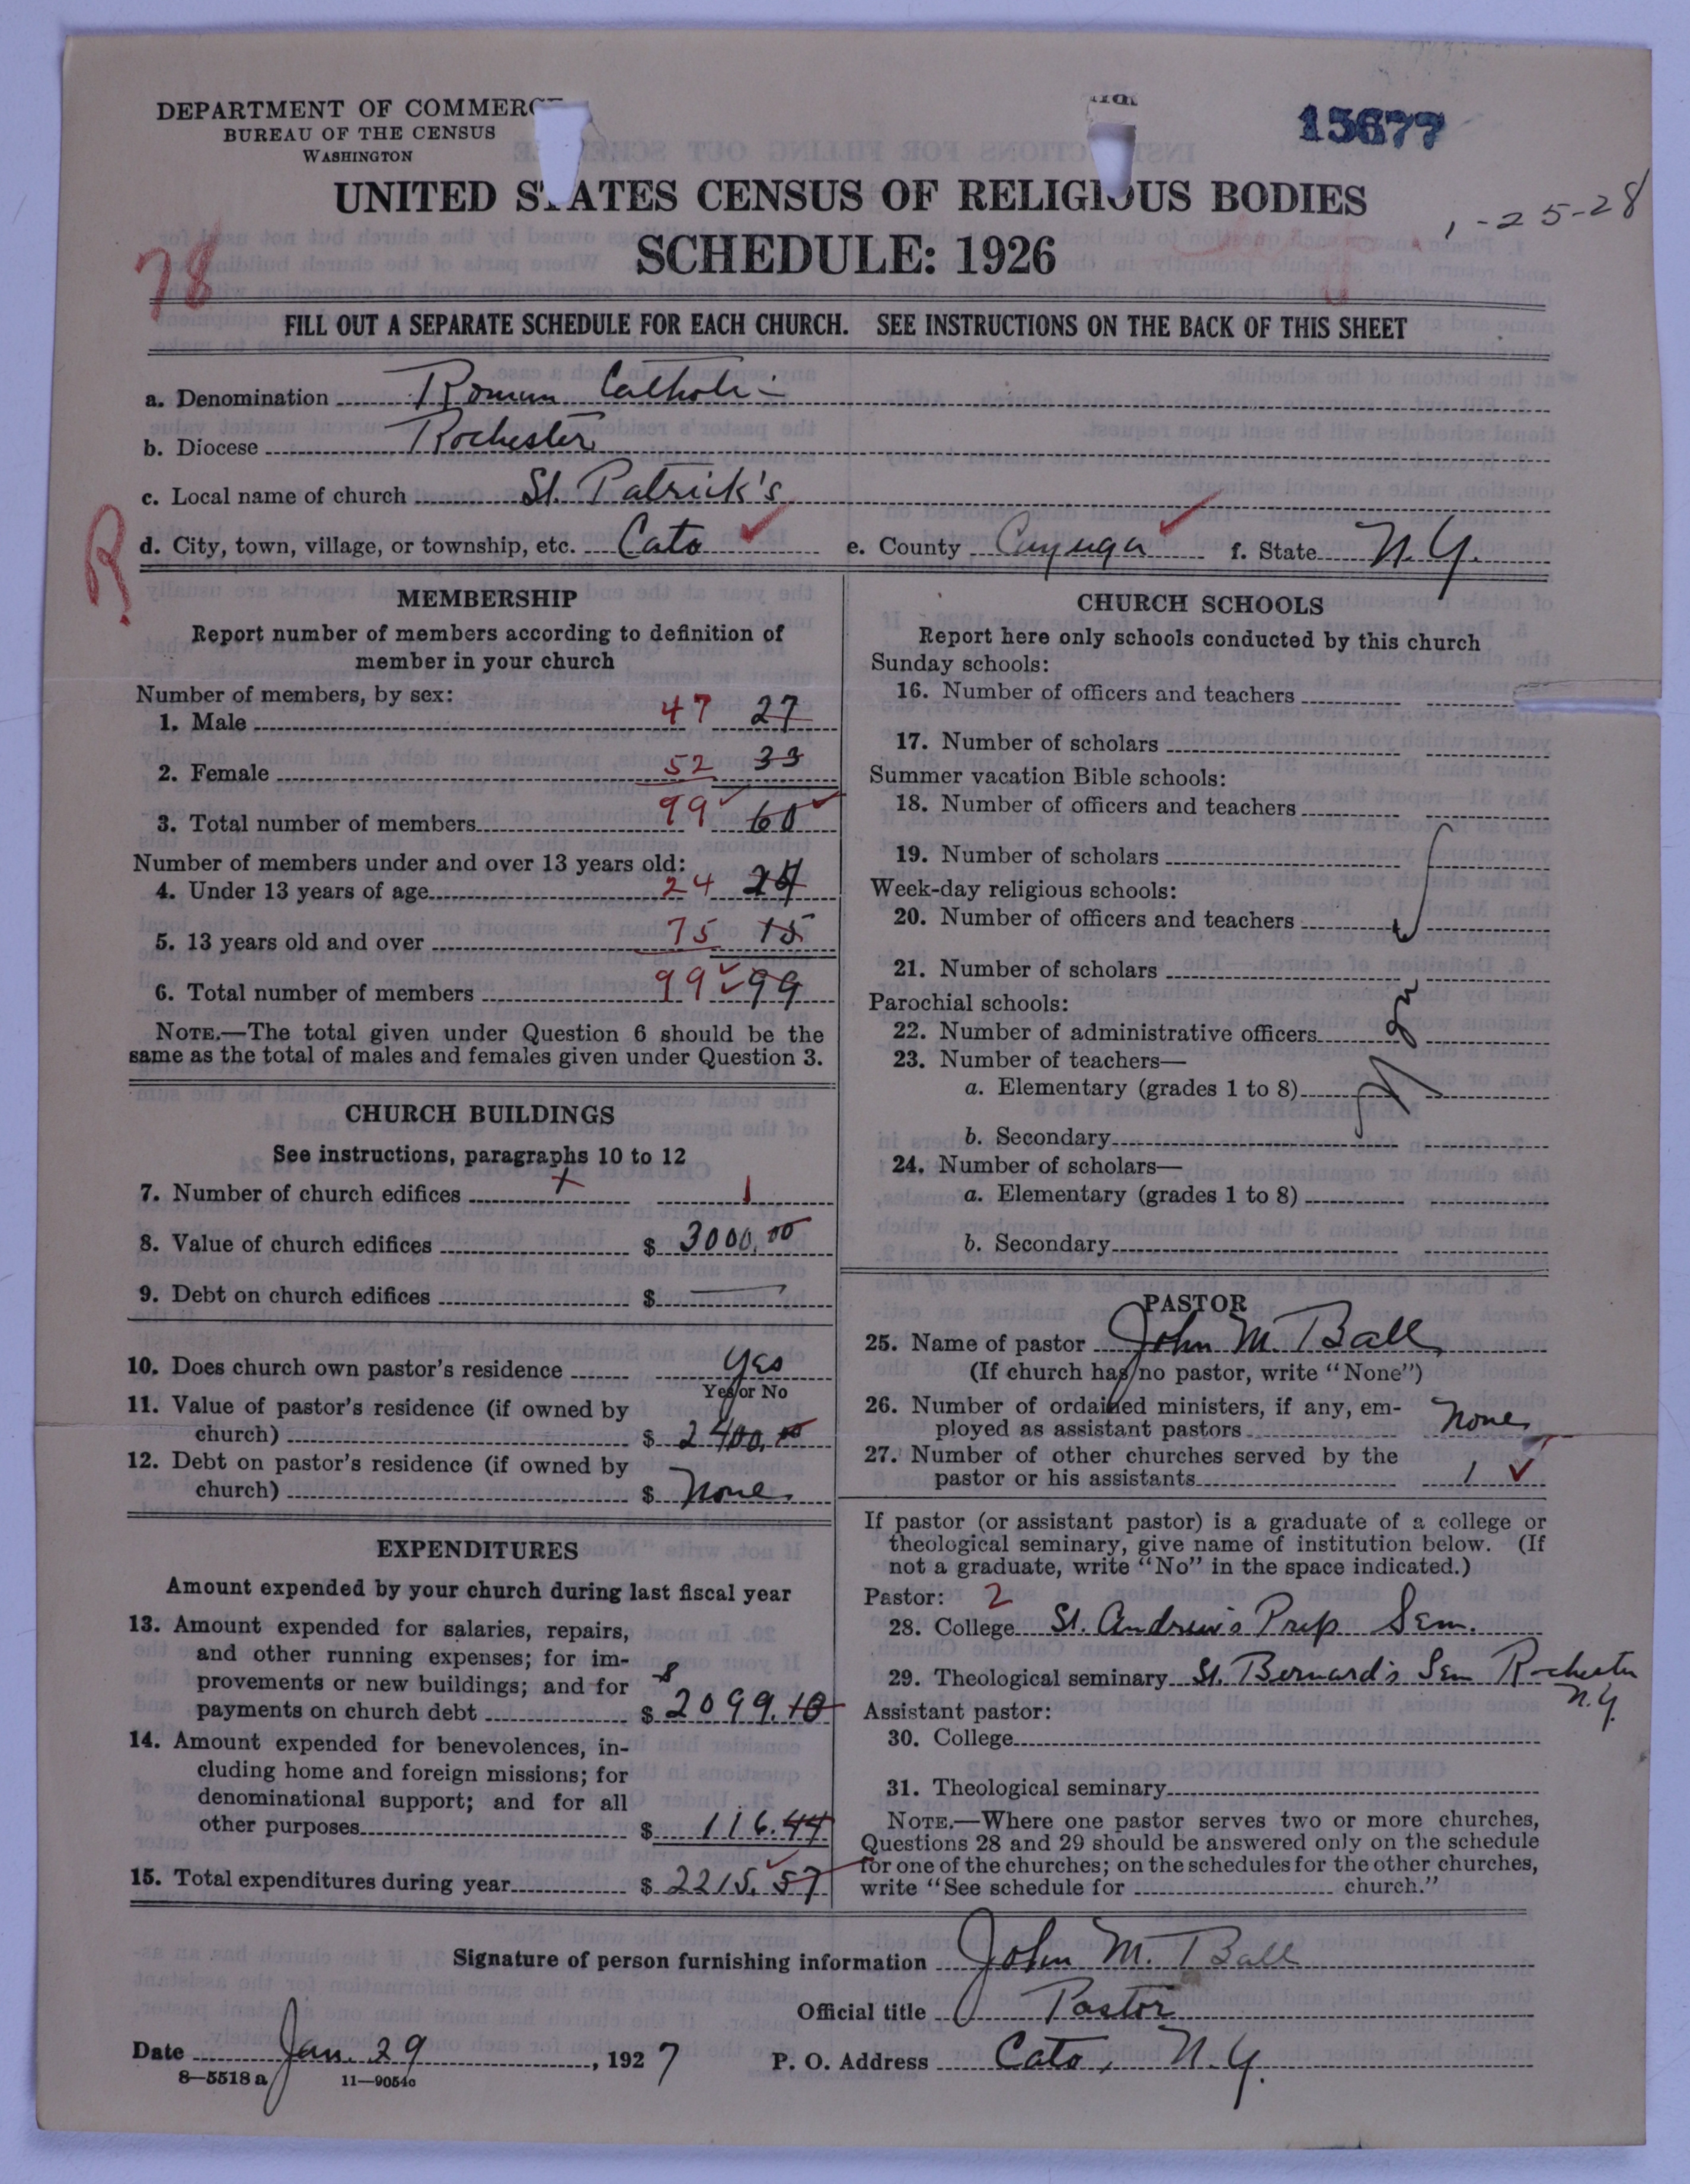 DEPARTMENT OF COMMERCE
BUREAU OF THE CENSUS
WASHINGTON
15677
UNITED STATES CENSUS OF RELIGIOUS BODIES
1-25-28
SCHEDULE: 1926
78
FILL OUT A SEPARATE SCHEDULE FOR EACH CHURCH. SEE INSTRUCTIONS ON THE BACK OF THIS SHEET
a. Denomination Roman Catholic
b. Diocese Rochester
c. Local name of church St. Patrick's
R
d. City, town, village, or township, etc. Cato ✓ e. County Cayuga ✓ f. State N.Y.
MEMBERSHIP
Report number of members according to definition of
member in your church
Number of members, by sex:
1. Male 47 27
2. Female 52 33
3. Total number of members 99 ✓ 60 ✓
Number of members under and over 13 years old:
4. Under 13 years of age 24 24
5. 13 years old and over 75 15
6. Total number of members 99 ✓ 99
NOTE.—The total given under Question 6 should be the
same as the total of males and females given under Question 3.
CHURCH BUILDINGS
See instructions, paragraphs 10 to 12
7. Number of church edifices x 1
8. Value of church edifices $ 3000.00
9. Debt on church edifices $ —
10. Does church own pastor's residence Yes
Yes or No
11. Value of pastor's residence (if owned by
church) $ 2400.00
12. Debt on pastor's residence (if owned by
church) $ None
EXPENDITURES
Amount expended by your church during last fiscal year
13. Amount expended for salaries, repairs,
and other running expenses; for im-
provements or new buildings; and for
payments on church debt $ 2099.10
14. Amount expended for benevolences, in-
cluding home and foreign missions; for
denominational support; and for all
other purposes $ 116.44
15. Total expenditures during year $ 2215.57
CHURCH SCHOOLS
Report here only schools conducted by this church
Sunday schools:
16. Number of officers and teachers
17. Number of scholars
Summer vacation Bible schools:
18. Number of officers and teachers
19. Number of scholars
Week-day religious schools:
20. Number of officers and teachers
21. Number of scholars
Parochial schools:
22. Number of administrative officers
23. Number of teachers—
a. Elementary (grades 1 to 8)
b. Secondary
24. Number of scholars—
a. Elementary (grades 1 to 8)
b. Secondary
PASTOR
25. Name of pastor John M. Ball
(If church has no pastor, write "None")
26. Number of ordained ministers, if any, em-
ployed as assistant pastors None
27. Number of other churches served by the
pastor or his assistants 1 ✓
If pastor (or assistant pastor) is a graduate of a college or
theological seminary, give name of institution below. (If
not a graduate, write "No" in the space indicated.)
Pastor: 2
28. College St. Andrew's Prep Sem.
29. Theological seminary St. Bernard's Sem Rochester
N.Y.
Assistant pastor:
30. College
31. Theological seminary
NOTE.—Where one pastor serves two or more churches,
Questions 28 and 29 should be answered only on the schedule
for one of the churches; on the schedules for the other churches,
write "See schedule for church."
Signature of person furnishing information John M. Ball
Official title Pastor
Date Jan. 29, 1927 P. O. Address Cato, N.Y.
8—5518 a 11—9054c